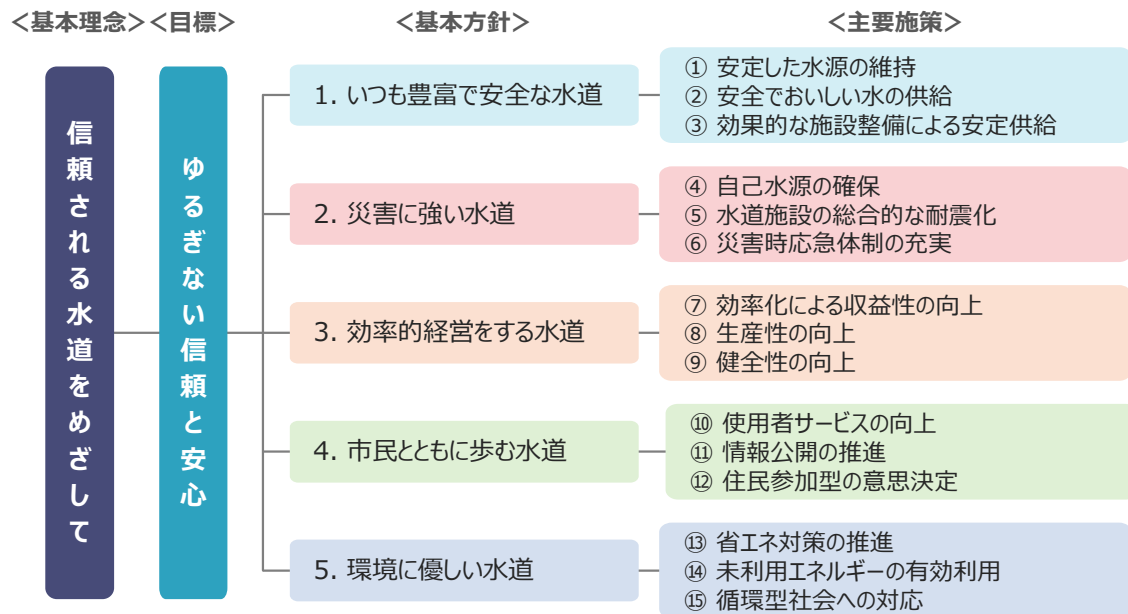 <基本理念>
<目標>
<基本方針>
<主要施策>
信頼される水道をめざして
ゆるぎない信頼と安心
1. いつも豊富で安全な水道
① 安定した水源の維持
② 安全でおいしい水の供給
③ 効果的な施設整備による安定供給
2. 災害に強い水道
④ 自己水源の確保
⑤ 水道施設の総合的な耐震化
⑥ 災害時応急体制の充実
3. 効率的経営をする水道
⑦ 効率化による収益性の向上
⑧ 生産性の向上
⑨ 健全性の向上
4. 市民とともに歩む水道
⑩ 使用者サービスの向上
⑪ 情報公開の推進
⑫ 住民参加型の意思決定
5. 環境に優しい水道
⑬ 省エネ対策の推進
⑭ 未利用エネルギーの有効利用
⑮ 循環型社会への対応